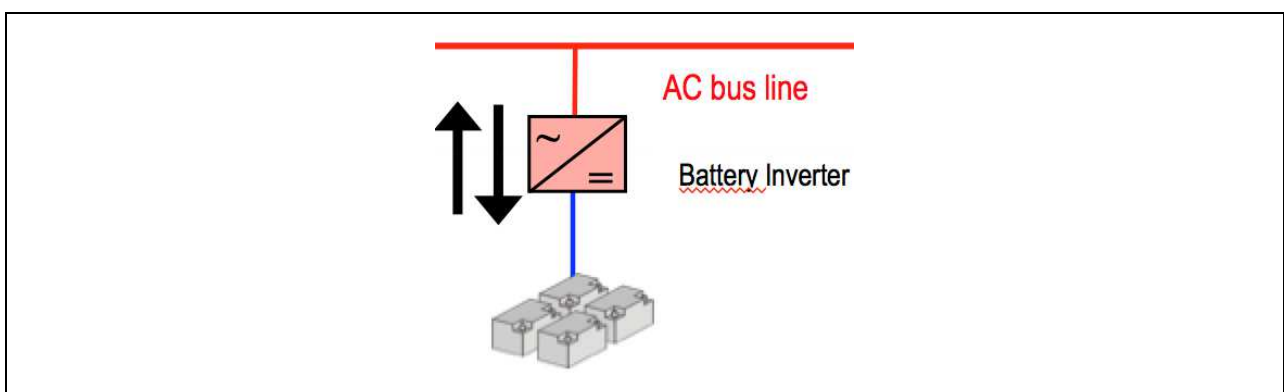 AC bus line
~
=
Battery Inverter